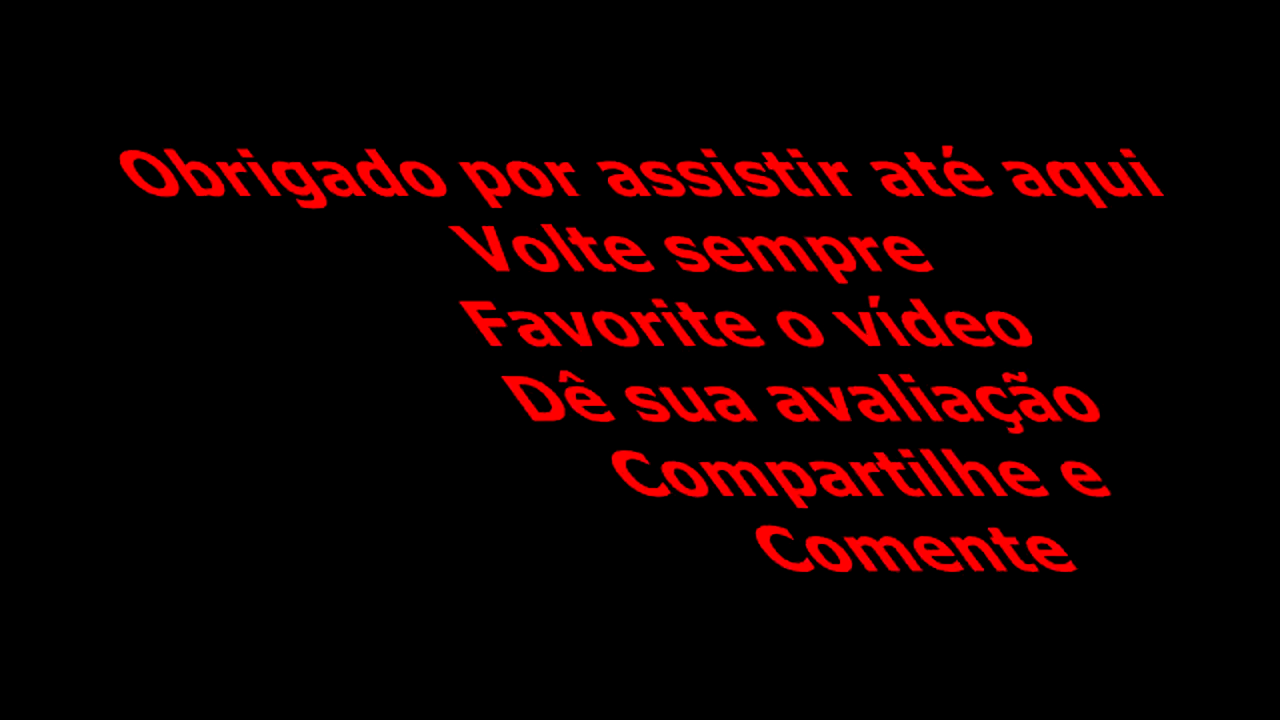 Obrigado por assistir até aqui
Volte sempre
Favorite o vídeo
Dê sua avaliação
Compartilhe e
Comente